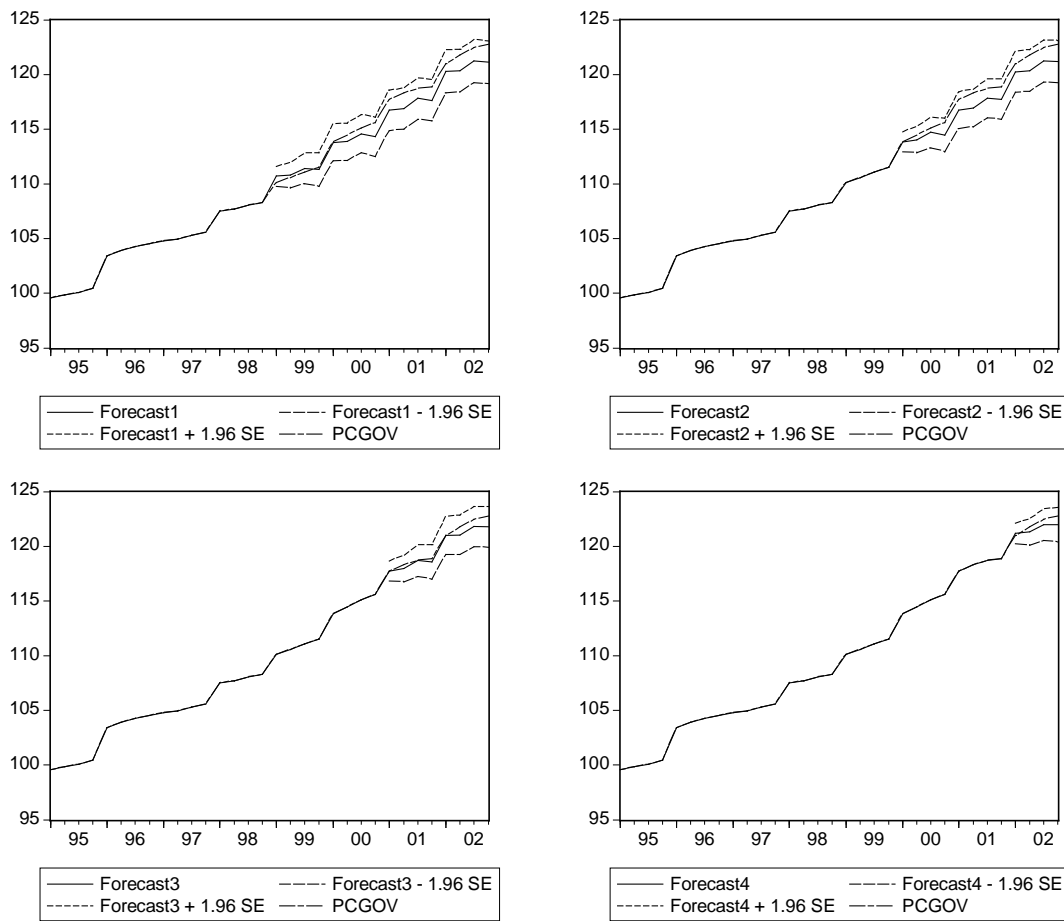 125
120
115
110
105
100
95
95 96 97 98 99 00 01 02
Forecast1 Forecast1 - 1.96 SE
Forecast1 + 1.96 SE PCGOV
125
120
115
110
105
100
95
95 96 97 98 99 00 01 02
Forecast2 Forecast2 - 1.96 SE
Forecast2 + 1.96 SE PCGOV
125
120
115
110
105
100
95
95 96 97 98 99 00 01 02
Forecast3 Forecast3 - 1.96 SE
Forecast3 + 1.96 SE PCGOV
125
120
115
110
105
100
95
95 96 97 98 99 00 01 02
Forecast4 Forecast4 - 1.96 SE
Forecast4 + 1.96 SE PCGOV